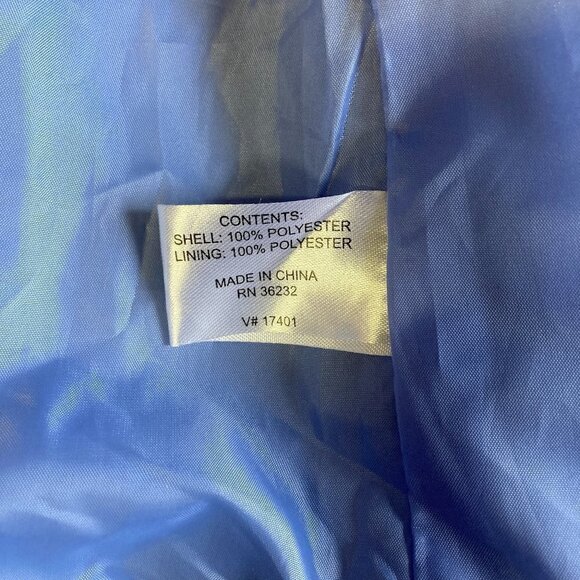 CONTENTS:
SHELL: 100% POLYESTER
LINING: 100% POLYESTER
MADE IN CHINA
RN 36232
V# 17401